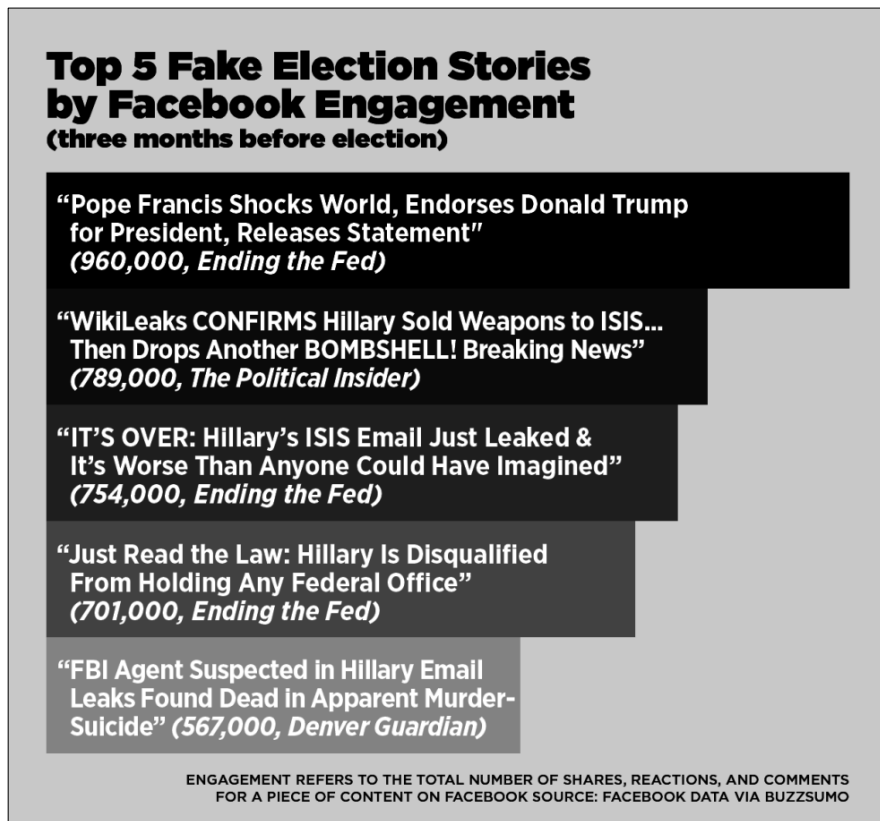 Top 5 Fake Election Stories
by Facebook Engagement
(three months before election)
“Pope Francis Shocks World, Endorses Donald Trump
for President, Releases Statement"
(960,000, Ending the Fed)
“WikiLeaks CONFIRMS Hillary Sold Weapons to ISIS...
Then Drops Another BOMBSHELL! Breaking News”
(789,000, The Political Insider)
“IT’S OVER: Hillary’s ISIS Email Just Leaked &
It’s Worse Than Anyone Could Have Imagined”
(754,000, Ending the Fed)
“Just Read the Law: Hillary Is Disqualified
From Holding Any Federal Office”
(701,000, Ending the Fed)
“FBI Agent Suspected in Hillary Email
Leaks Found Dead in Apparent Murder-
Suicide” (567,000, Denver Guardian)
ENGAGEMENT REFERS TO THE TOTAL NUMBER OF SHARES, REACTIONS, AND COMMENTS
FOR A PIECE OF CONTENT ON FACEBOOK SOURCE: FACEBOOK DATA VIA BUZZSUMO